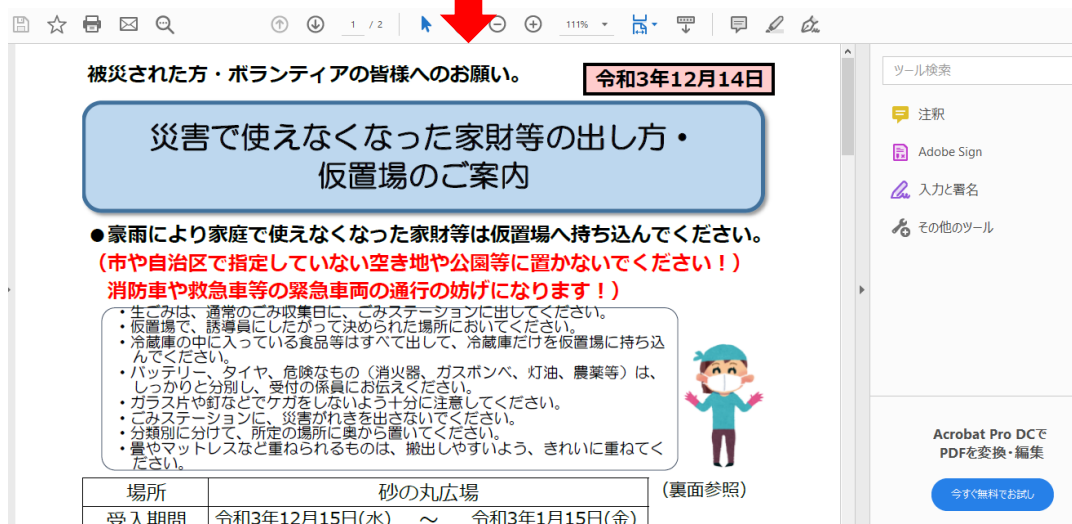 1 / 2
111%
被災された方・ボランティアの皆様へのお願い。
令和3年12月14日
災害で使えなくなった家財等の出し方・
仮置場のご案内
●豪雨により家庭で使えなくなった家財等は仮置場へ持ち込んでください。
（市や自治区で指定していない空き地や公園等に置かないでください！）
消防車や救急車等の緊急車両の通行の妨げになります！）
・生ごみは、通常のごみ収集日に、ごみステーションに出してください。
・仮置場で、誘導員にしたがって決められた場所においてください。
・冷蔵庫の中に入っている食品等はすべて出して、冷蔵庫だけを仮置場に持ち込
んでください。
・バッテリー、タイヤ、危険なもの（消火器、ガスボンベ、灯油、農薬等）は、
しっかりと分別し、受付の係員にお伝えください。
・ガラス片や釘などでケガをしないよう十分に注意してください。
・ごみステーションに、災害がれきを出さないでください。
・分類別に分けて、所定の場所に奥から置いてください。
・畳やマットレスなど重ねられるものは、搬出しやすいよう、きれいに重ねてく
ださい。
場所 砂の丸広場
（裏面参照）
受入期間 令和3年12月15日(水) ～ 令和3年1月15日(金)
ツール検索
注釈
Adobe Sign
入力と署名
その他のツール
Acrobat Pro DCで
PDFを変換・編集
今すぐ無料でお試し